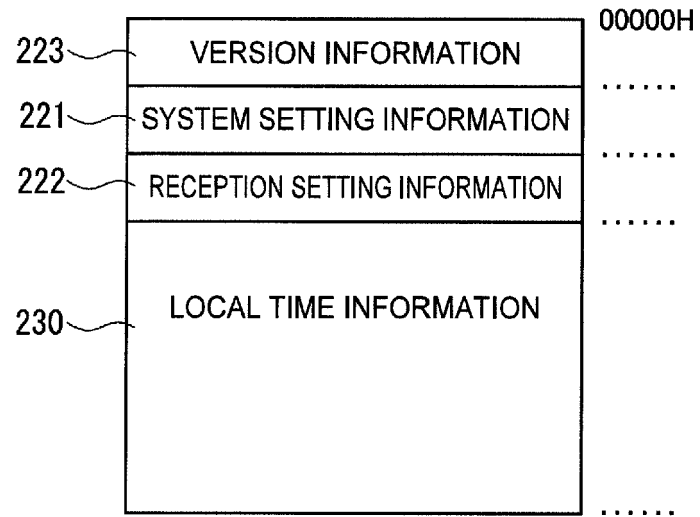 00000H
223 VERSION INFORMATION
......
221 SYSTEM SETTING INFORMATION
......
222 RECEPTION SETTING INFORMATION
......
230 LOCAL TIME INFORMATION
......